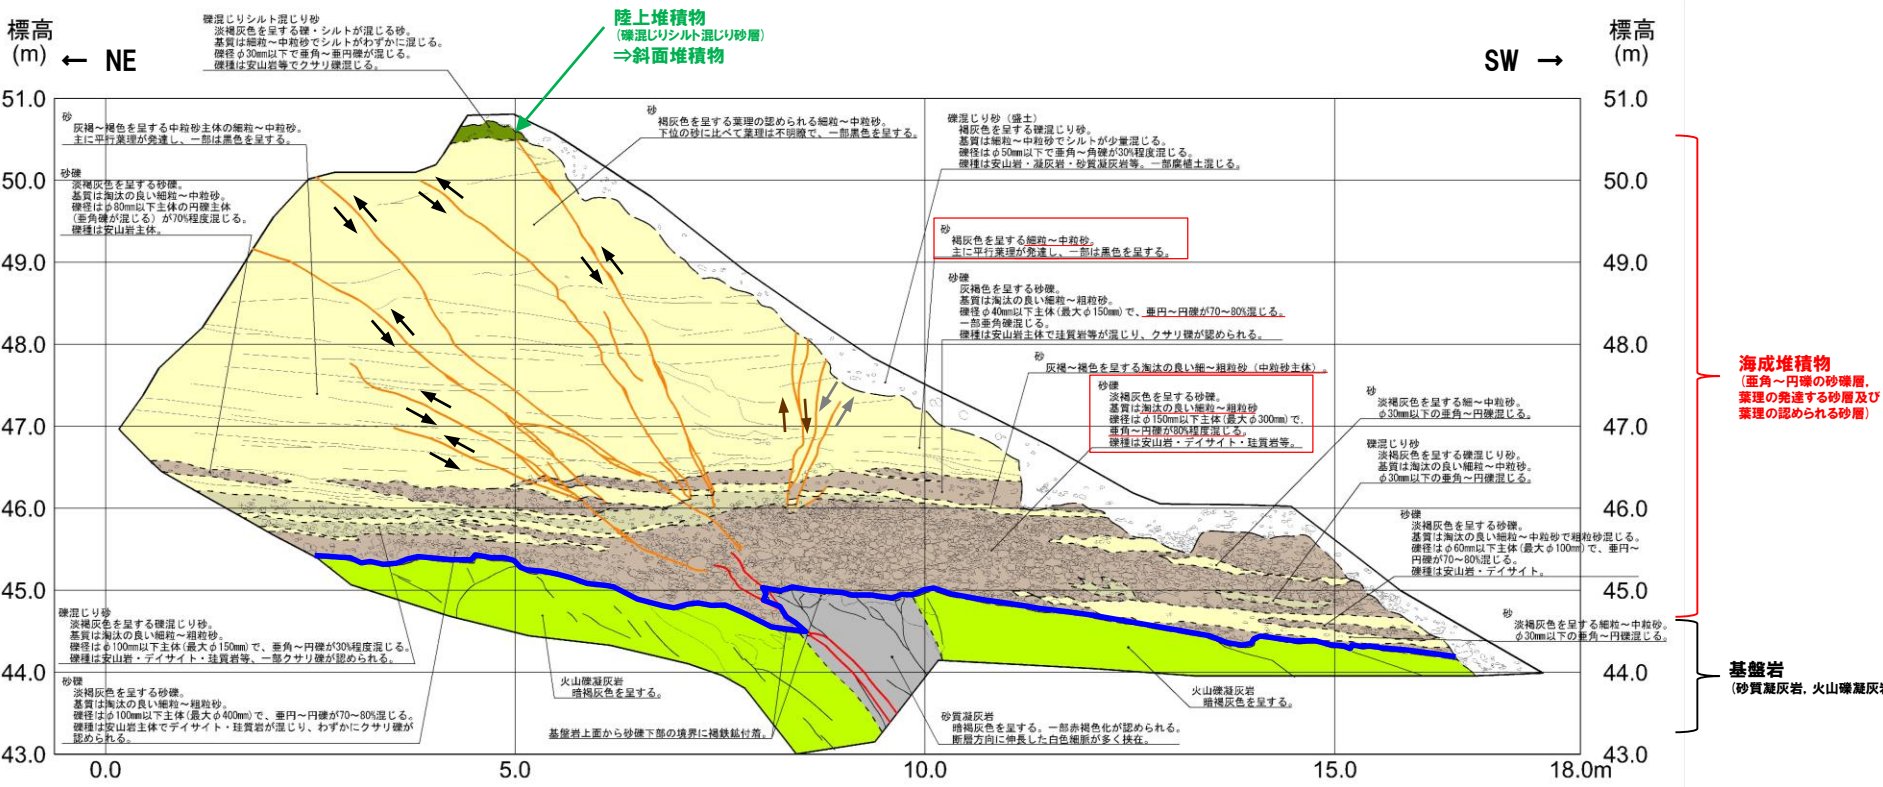 標高
(m)
← NE
礫混じりシルト混じり砂
淡褐灰色を呈する礫・シルトが混じる砂。
基質は細粒～中粒砂でシルトがわずかに混じる。
礫径φ30mm以下で亜角～亜円礫が混じる。
礫種は安山岩等でクサリ礫混じる。
陸上堆積物
(礫混じりシルト混じり砂層)
⇒斜面堆積物
SW →
標高
(m)
51.0
50.0
49.0
48.0
47.0
46.0
45.0
44.0
43.0
砂
灰褐～褐色を呈する中粒砂主体の細粒～中粒砂。
主に平行葉理が発達し、一部は黒色を呈する。
砂礫
淡褐灰色を呈する砂礫。
基質は淘汰の良い細粒～中粒砂。
礫径はφ80mm以下主体の円礫主体
(亜角礫が混じる) が70%程度混じる。
礫種は安山岩主体。
砂
褐灰色を呈する葉理の認められる細粒～中粒砂。
下位の砂に比べて葉理は不明瞭で、一部黒色を呈する。
礫混じり砂 (盛土)
褐灰色を呈する礫混じり砂。
基質は細粒～中粒砂でシルトが少量混じる。
礫径はφ50mm以下で亜角～角礫が30%程度混じる。
礫種は安山岩・凝灰岩・砂質凝灰岩等。一部腐植土混じる。
砂
褐灰色を呈する細粒～中粒砂。
主に平行葉理が発達し、一部は黒色を呈する。
砂礫
灰褐色を呈する砂礫。
基質は淘汰の良い細粒～粗粒砂。
礫径φ40mm以下主体(最大φ150mm)で、亜円～円礫が70～80%混じる。
一部亜角礫混じる。
礫種は安山岩主体で珪質岩等が混じり、クサリ礫が認められる。
砂
灰褐～褐色を呈する淘汰の良い細～粗粒砂 (中粒砂主体)。
砂礫
淡褐灰色を呈する砂礫。
基質は淘汰の良い細粒～粗粒砂
礫径はφ150mm以下主体(最大φ300mm)で、
亜角～円礫が80%程度混じる。
礫種は安山岩・デイサイト・珪質岩等。
砂
淡褐灰色を呈する細～中粒砂。
φ30mm以下の亜角～円礫混じる。
礫混じり砂
淡褐灰色を呈する礫混じり砂。
基質は淘汰の良い細粒～中粒砂。
φ30mm以下の亜角～円礫混じる。
砂礫
淡褐灰色を呈する砂礫。
基質は淘汰の良い細粒～中粒砂で粗粒砂混じる。
礫径はφ60mm以下主体(最大φ100mm)で、亜円～
円礫が70～80%混じる。
礫種は安山岩・デイサイト。
砂
淡褐灰色を呈する細粒～中粒砂。
φ30mm以下の亜角～円礫混じる。
礫混じり砂
淡褐灰色を呈する礫混じり砂。
基質は淘汰の良い細粒～粗粒砂。
礫径はφ100mm以下主体(最大φ150mm)で、亜角～円礫が30%程度混じる。
礫種は安山岩・デイサイト・珪質岩等、一部クサリ礫が認められる。
砂礫
淡褐灰色を呈する砂礫。
基質は淘汰の良い細粒～粗粒砂。
礫径はφ100mm以下主体(最大φ400mm)で、亜円～円礫が70～80%混じる。
礫種は安山岩主体でデイサイト・珪質岩が混じり、わずかにクサリ礫が
認められる。
火山礫凝灰岩
暗褐灰色を呈する。
基盤岩上面から砂礫下部の境界に褐鉄鉱付着。
砂質凝灰岩
暗褐灰色を呈する。一部赤褐色化が認められる。
断層方向に伸長した白色細脈が多く挟在。
火山礫凝灰岩
暗褐灰色を呈する。
51.0
50.0
49.0
48.0
47.0
46.0
45.0
44.0
43.0
0.0
5.0
10.0
15.0
18.0m
海成堆積物
(亜角～円礫の砂礫層,
葉理の発達する砂層及び
葉理の認められる砂層)
基盤岩
(砂質凝灰岩, 火山礫凝灰岩